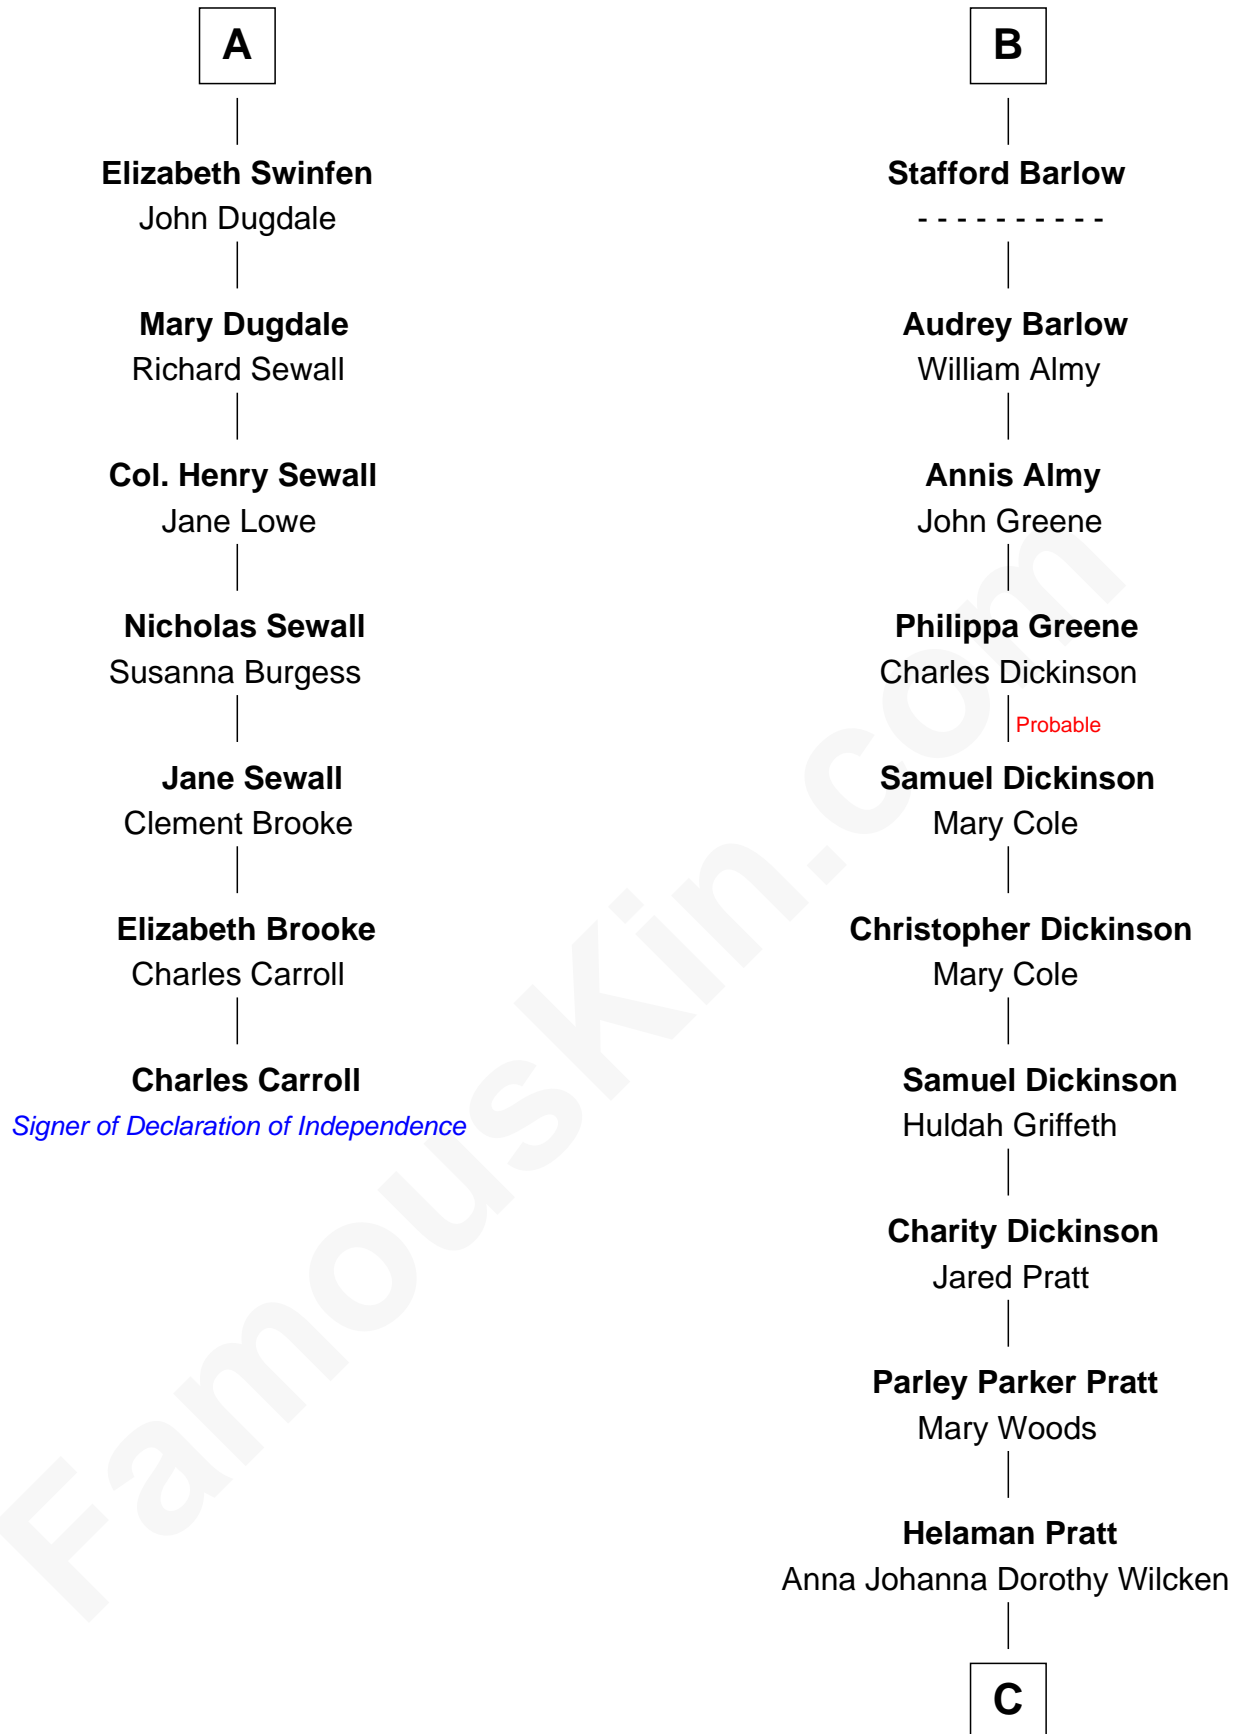 A
Elizabeth Swinfen
John Dugdale
Mary Dugdale
Richard Sewall
Col. Henry Sewall
Jane Lowe
Nicholas Sewall
Susanna Burgess
Jane Sewall
Clement Brooke
Elizabeth Brooke
Charles Carroll
Charles Carroll
Signer of Declaration of Independence
B
Stafford Barlow
- - - - - - - - - -
Audrey Barlow
William Almy
Annis Almy
John Greene
Philippa Greene
Charles Dickinson
Probable
Samuel Dickinson
Mary Cole
Christopher Dickinson
Mary Cole
Samuel Dickinson
Huldah Griffeth
Charity Dickinson
Jared Pratt
Parley Parker Pratt
Mary Woods
Helaman Pratt
Anna Johanna Dorothy Wilcken
C
FamousKin.com